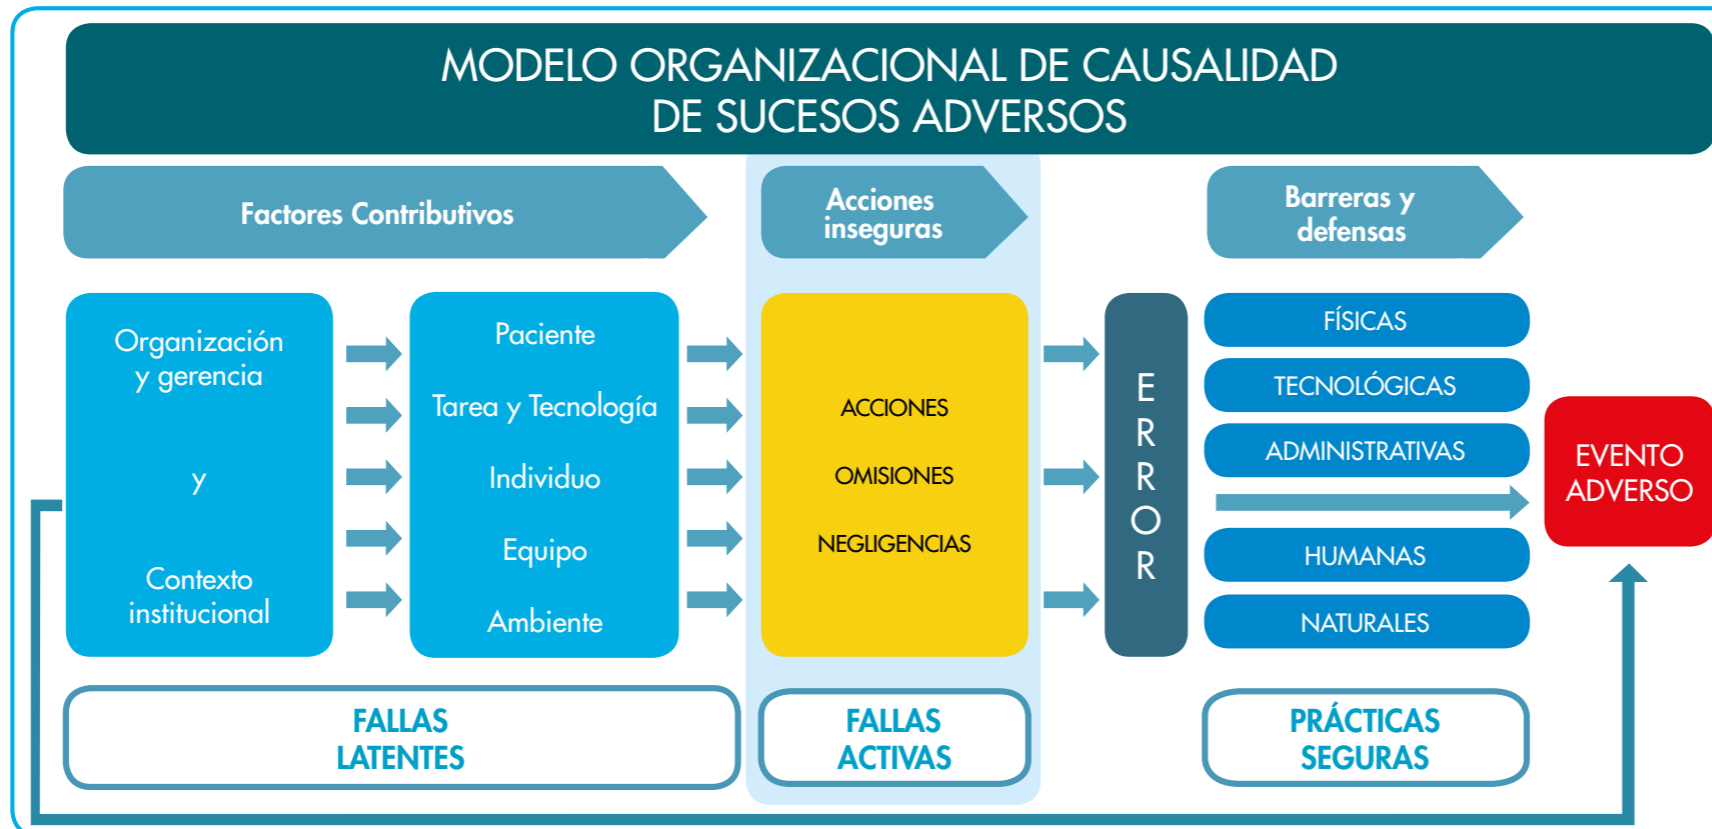 MODELO ORGANIZACIONAL DE CAUSALIDAD
DE SUCESOS ADVERSOS
Factores Contributivos
Acciones
inseguras
Barreras y
defensas
Organización
y gerencia
y
Contexto
institucional
Paciente
Tarea y Tecnología
Individuo
Equipo
Ambiente
ACCIONES
OMISIONES
NEGLIGENCIAS
ERROR
FÍSICAS
TECNOLÓGICAS
ADMINISTRATIVAS
HUMANAS
NATURALES
EVENTO
ADVERSO
FALLAS
LATENTES
FALLAS
ACTIVAS
PRÁCTICAS
SEGURAS